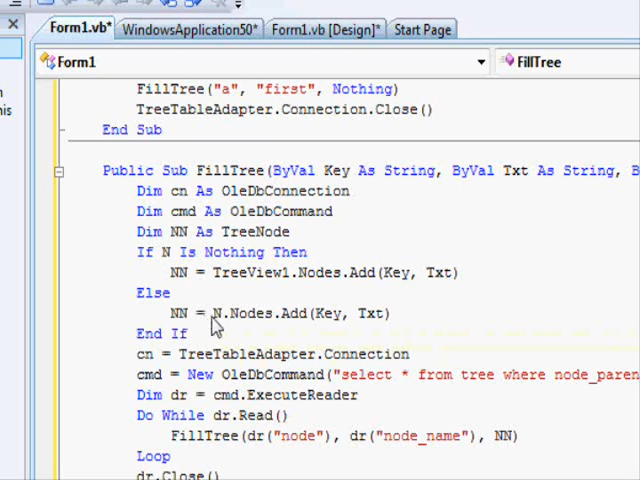 Form1.vb* WindowsApplication50* Form1.vb [Design]* Start Page
Form1 FillTree
FillTree("a", "first", Nothing)
TreeTableAdapter.Connection.Close()
End Sub
Public Sub FillTree(ByVal Key As String, ByVal Txt As String, B
Dim cn As OleDbConnection
Dim cmd As OleDbCommand
Dim NN As TreeNode
If N Is Nothing Then
NN = TreeView1.Nodes.Add(Key, Txt)
Else
NN = N.Nodes.Add(Key, Txt)
End If
cn = TreeTableAdapter.Connection
cmd = New OleDbCommand("select * from tree where node_paren
Dim dr = cmd.ExecuteReader
Do While dr.Read()
FillTree(dr("node"), dr("node_name"), NN)
Loop
dr.Close()